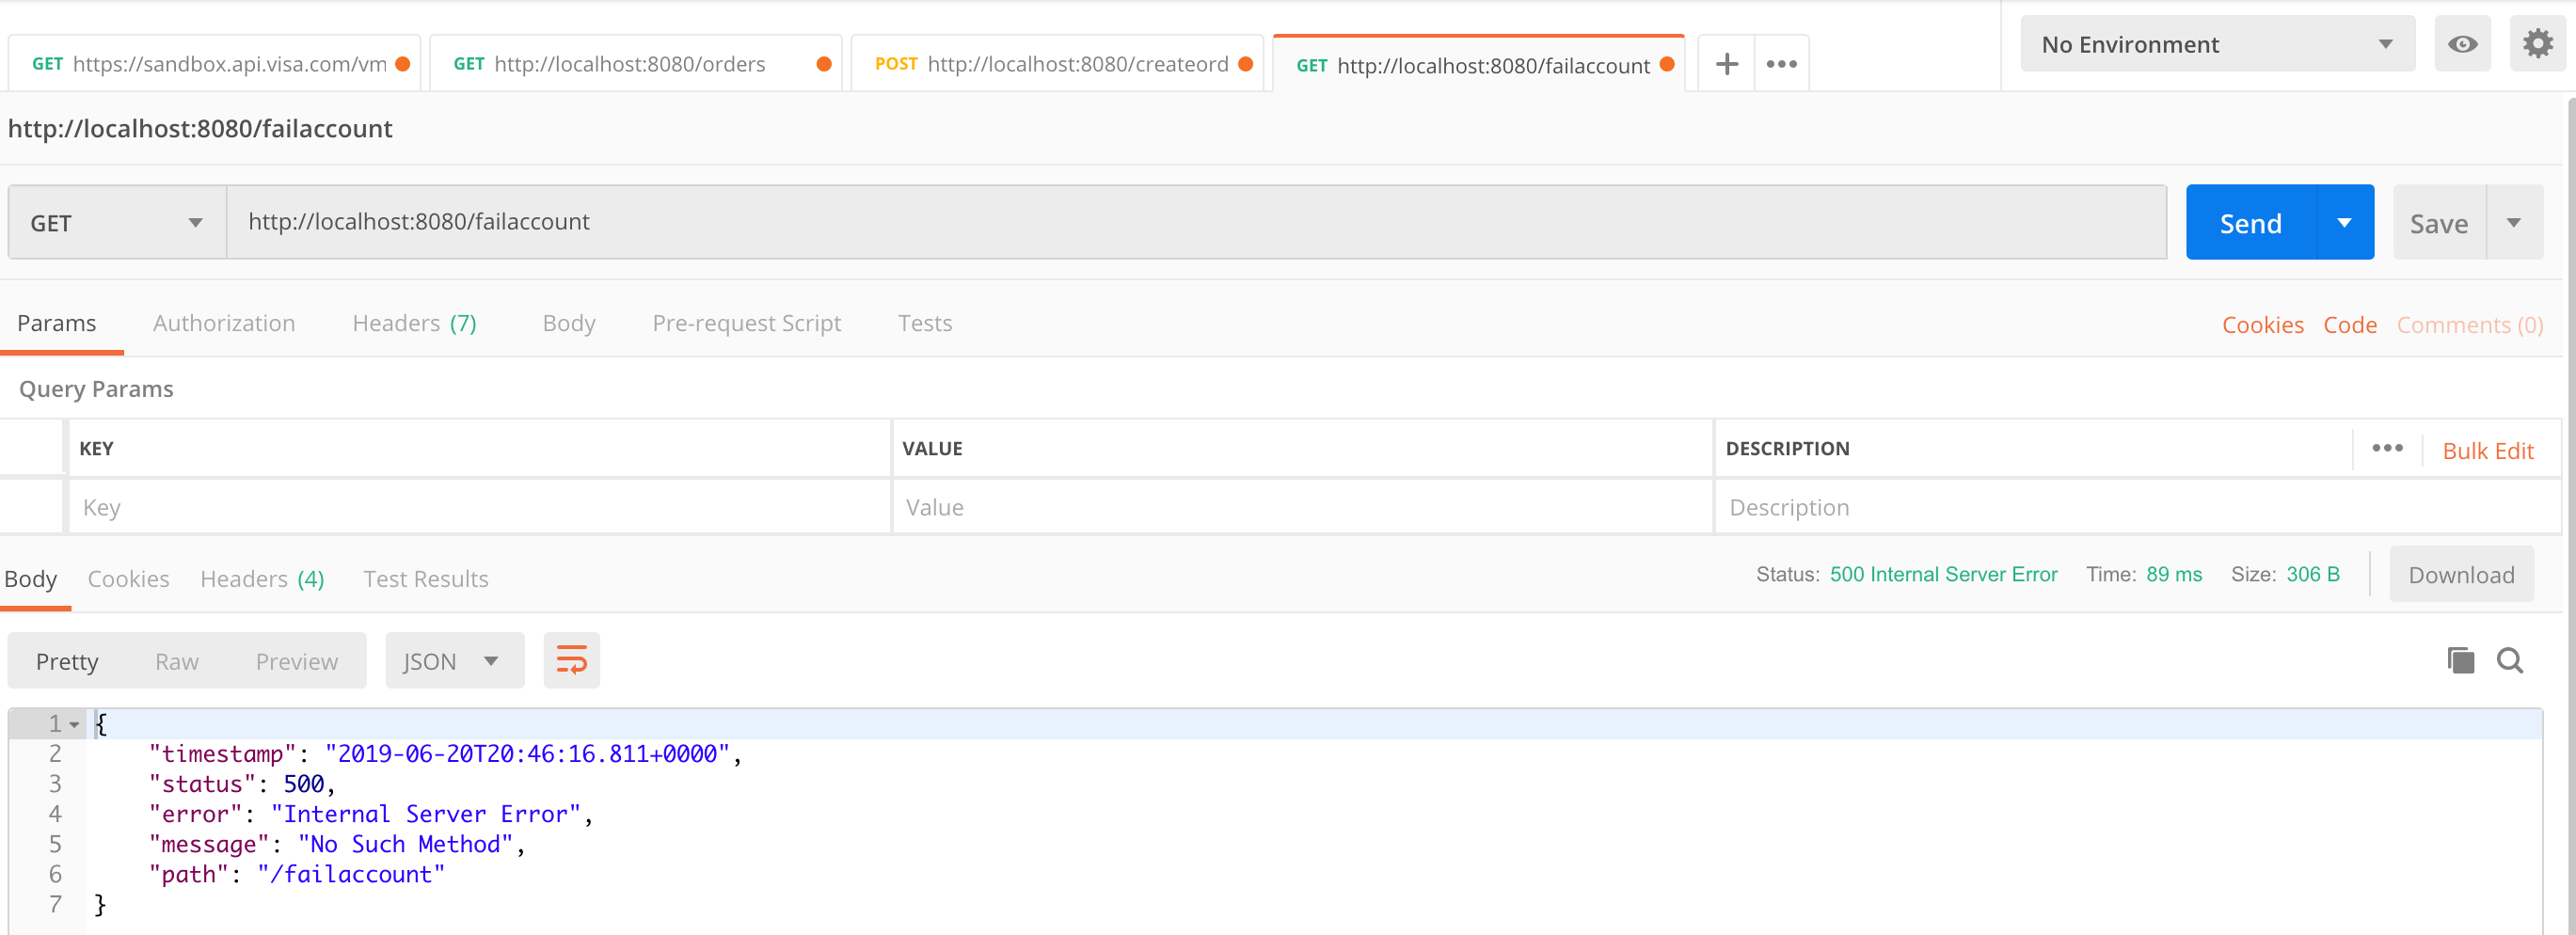 GET https://sandbox.api.visa.com/vm GET http://localhost:8080/orders POST http://localhost:8080/createord GET http://localhost:8080/failaccount + ••• No Environment
http://localhost:8080/failaccount
GET http://localhost:8080/failaccount Send Save
Params Authorization Headers (7) Body Pre-request Script Tests Cookies Code Comments (0)
Query Params
KEY VALUE DESCRIPTION ••• Bulk Edit
Key Value Description
Body Cookies Headers (4) Test Results Status: 500 Internal Server Error Time: 89 ms Size: 306 B Download
Pretty Raw Preview JSON
1 {
2 "timestamp": "2019-06-20T20:46:16.811+0000",
3 "status": 500,
4 "error": "Internal Server Error",
5 "message": "No Such Method",
6 "path": "/failaccount"
7 }